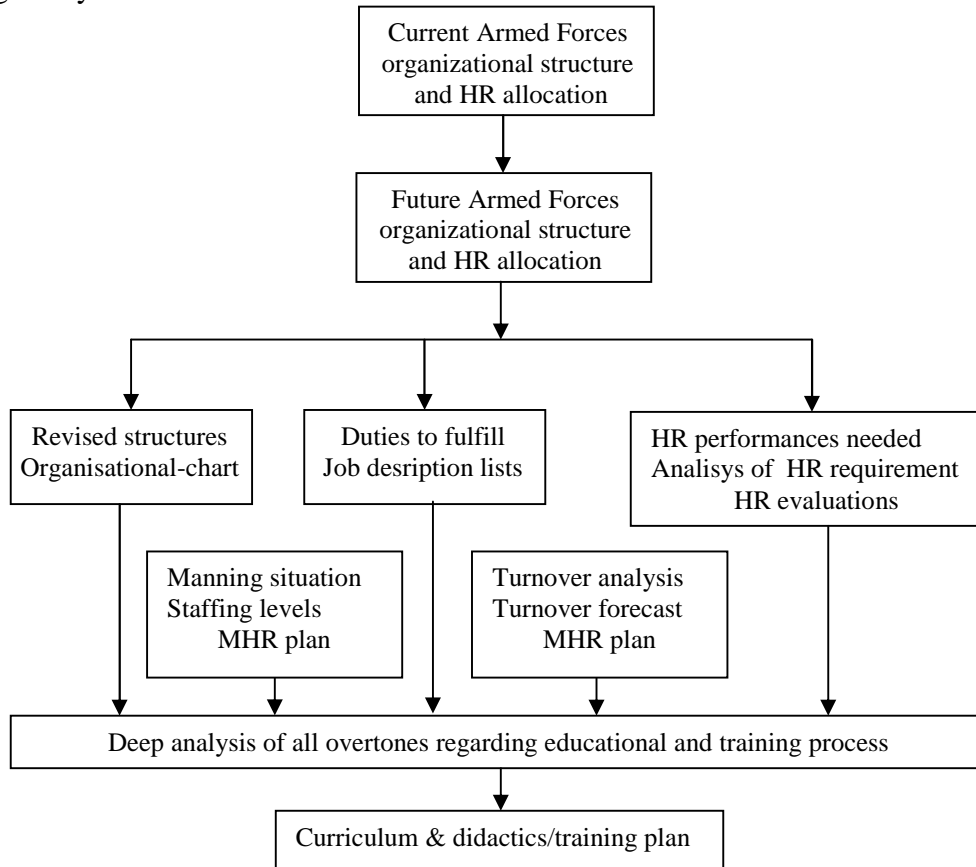 Current Armed Forces
organizational structure
and HR allocation
Future Armed Forces
organizational structure
and HR allocation
Revised structures
Organisational-chart
Duties to fulfill
Job desription lists
HR performances needed
Analisys of HR requirement
HR evaluations
Manning situation
Staffing levels
MHR plan
Turnover analysis
Turnover forecast
MHR plan
Deep analysis of all overtones regarding educational and training process
Curriculum & didactics/training plan